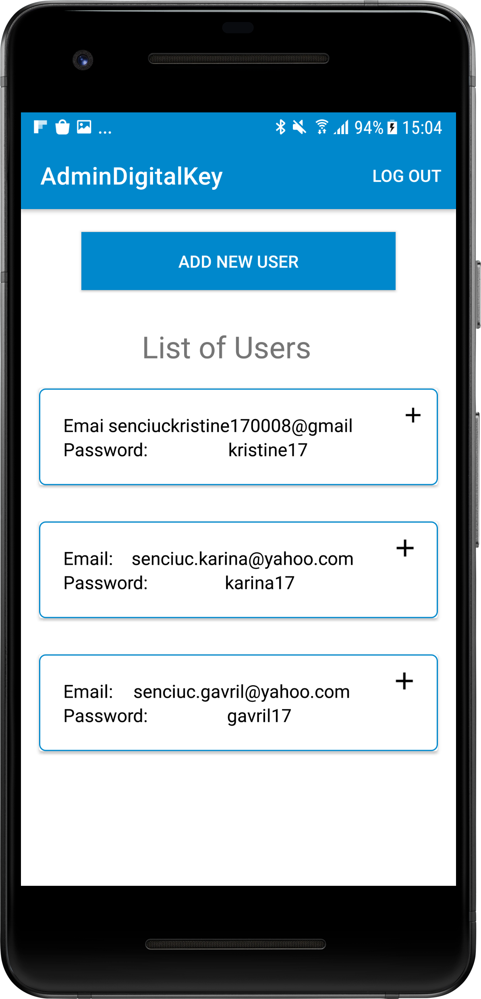 ... 94% 15:04
AdminDigitalKey LOG OUT
ADD NEW USER
List of Users
Emai senciuckristine170008@gmail
Password: kristine17
Email: senciuc.karina@yahoo.com
Password: karina17
Email: senciuc.gavril@yahoo.com
Password: gavril17